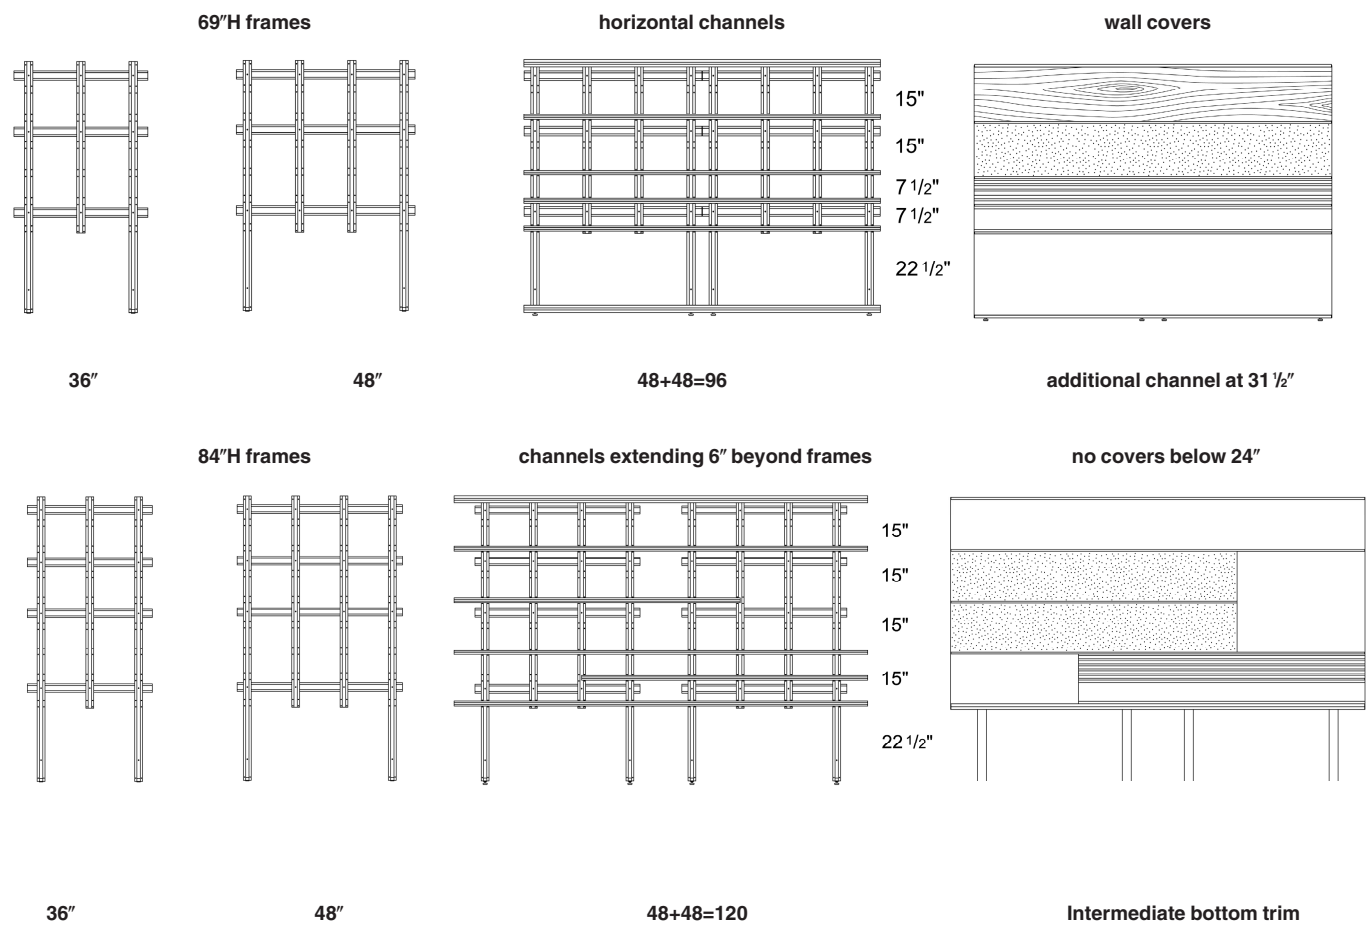 69″H frames
horizontal channels
wall covers
15"
15"
7 1/2"
7 1/2"
22 1/2"
36″
48″
48+48=96
additional channel at 31 ½″
84″H frames
channels extending 6″ beyond frames
no covers below 24″
15"
15"
15"
15"
22 1/2"
36″
48″
48+48=120
Intermediate bottom trim